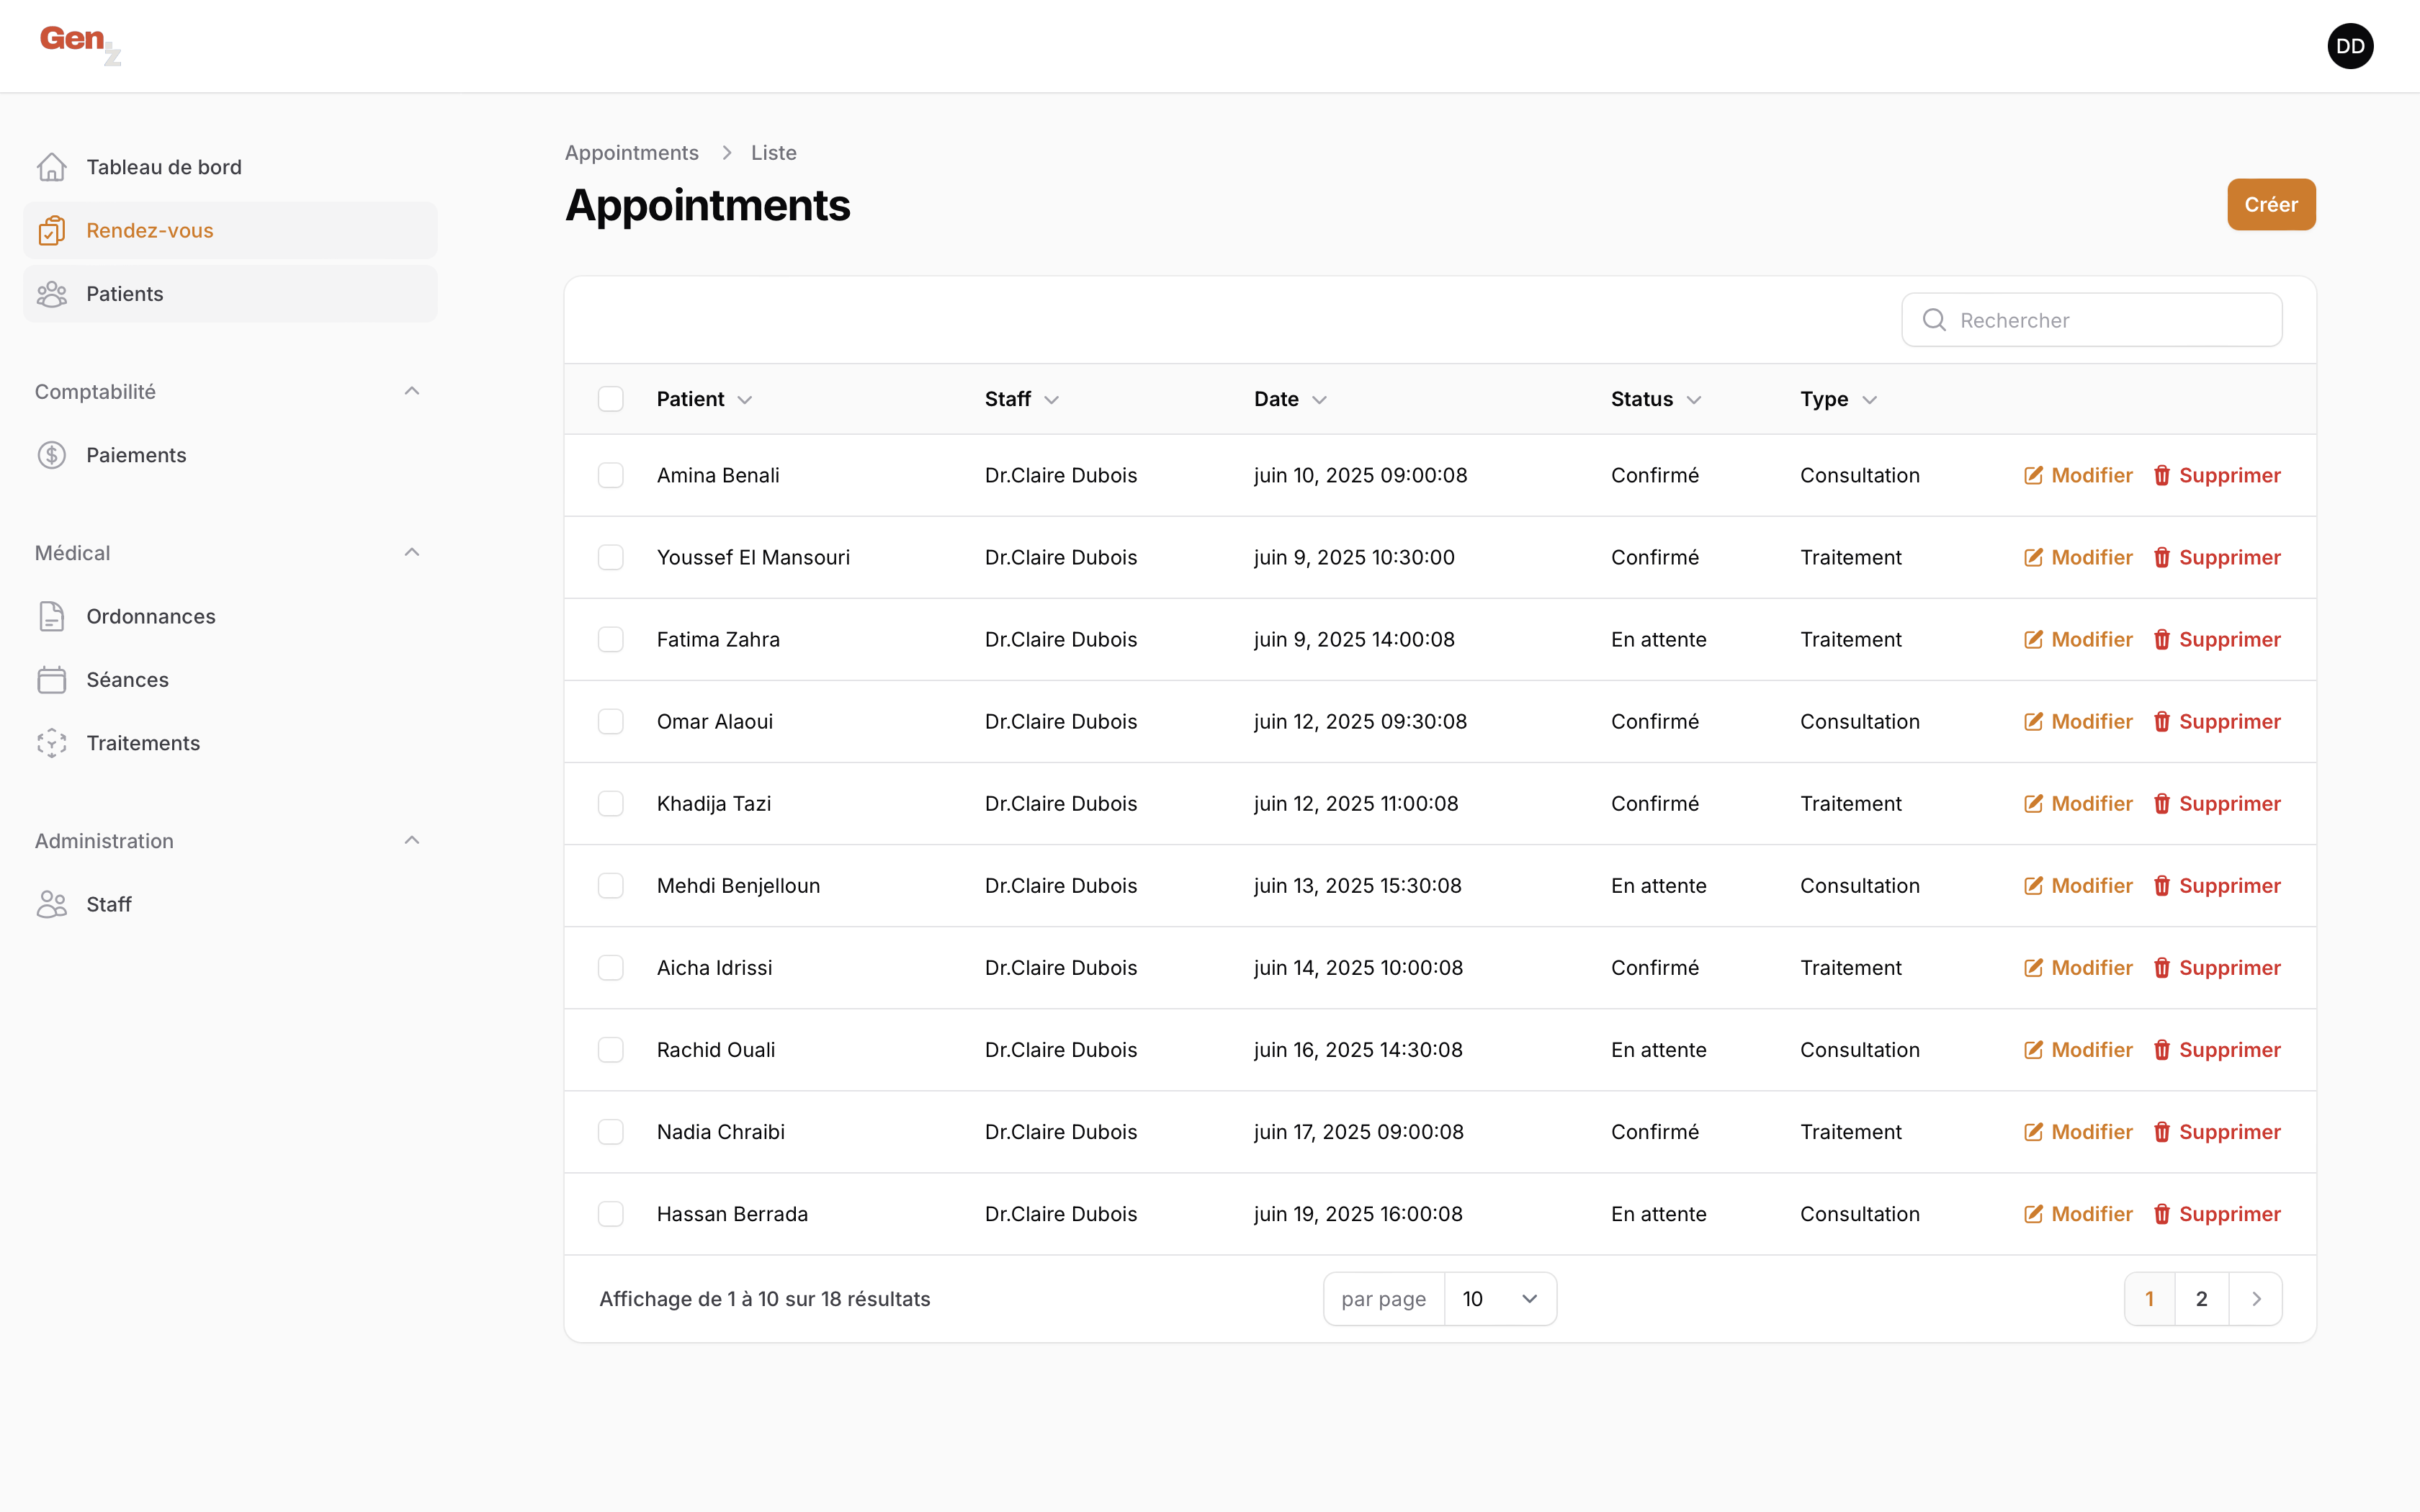 Gen z
DD
Tableau de bord
Rendez-vous
Patients
Comptabilité
Paiements
Médical
Ordonnances
Séances
Traitements
Administration
Staff
Appointments > Liste
Appointments
Créer
Rechercher
Patient Staff Date Status Type
Amina Benali Dr.Claire Dubois juin 10, 2025 09:00:08 Confirmé Consultation Modifier Supprimer
Youssef El Mansouri Dr.Claire Dubois juin 9, 2025 10:30:00 Confirmé Traitement Modifier Supprimer
Fatima Zahra Dr.Claire Dubois juin 9, 2025 14:00:08 En attente Traitement Modifier Supprimer
Omar Alaoui Dr.Claire Dubois juin 12, 2025 09:30:08 Confirmé Consultation Modifier Supprimer
Khadija Tazi Dr.Claire Dubois juin 12, 2025 11:00:08 Confirmé Traitement Modifier Supprimer
Mehdi Benjelloun Dr.Claire Dubois juin 13, 2025 15:30:08 En attente Consultation Modifier Supprimer
Aicha Idrissi Dr.Claire Dubois juin 14, 2025 10:00:08 Confirmé Traitement Modifier Supprimer
Rachid Ouali Dr.Claire Dubois juin 16, 2025 14:30:08 En attente Consultation Modifier Supprimer
Nadia Chraibi Dr.Claire Dubois juin 17, 2025 09:00:08 Confirmé Traitement Modifier Supprimer
Hassan Berrada Dr.Claire Dubois juin 19, 2025 16:00:08 En attente Consultation Modifier Supprimer
Affichage de 1 à 10 sur 18 résultats par page 10 1 2